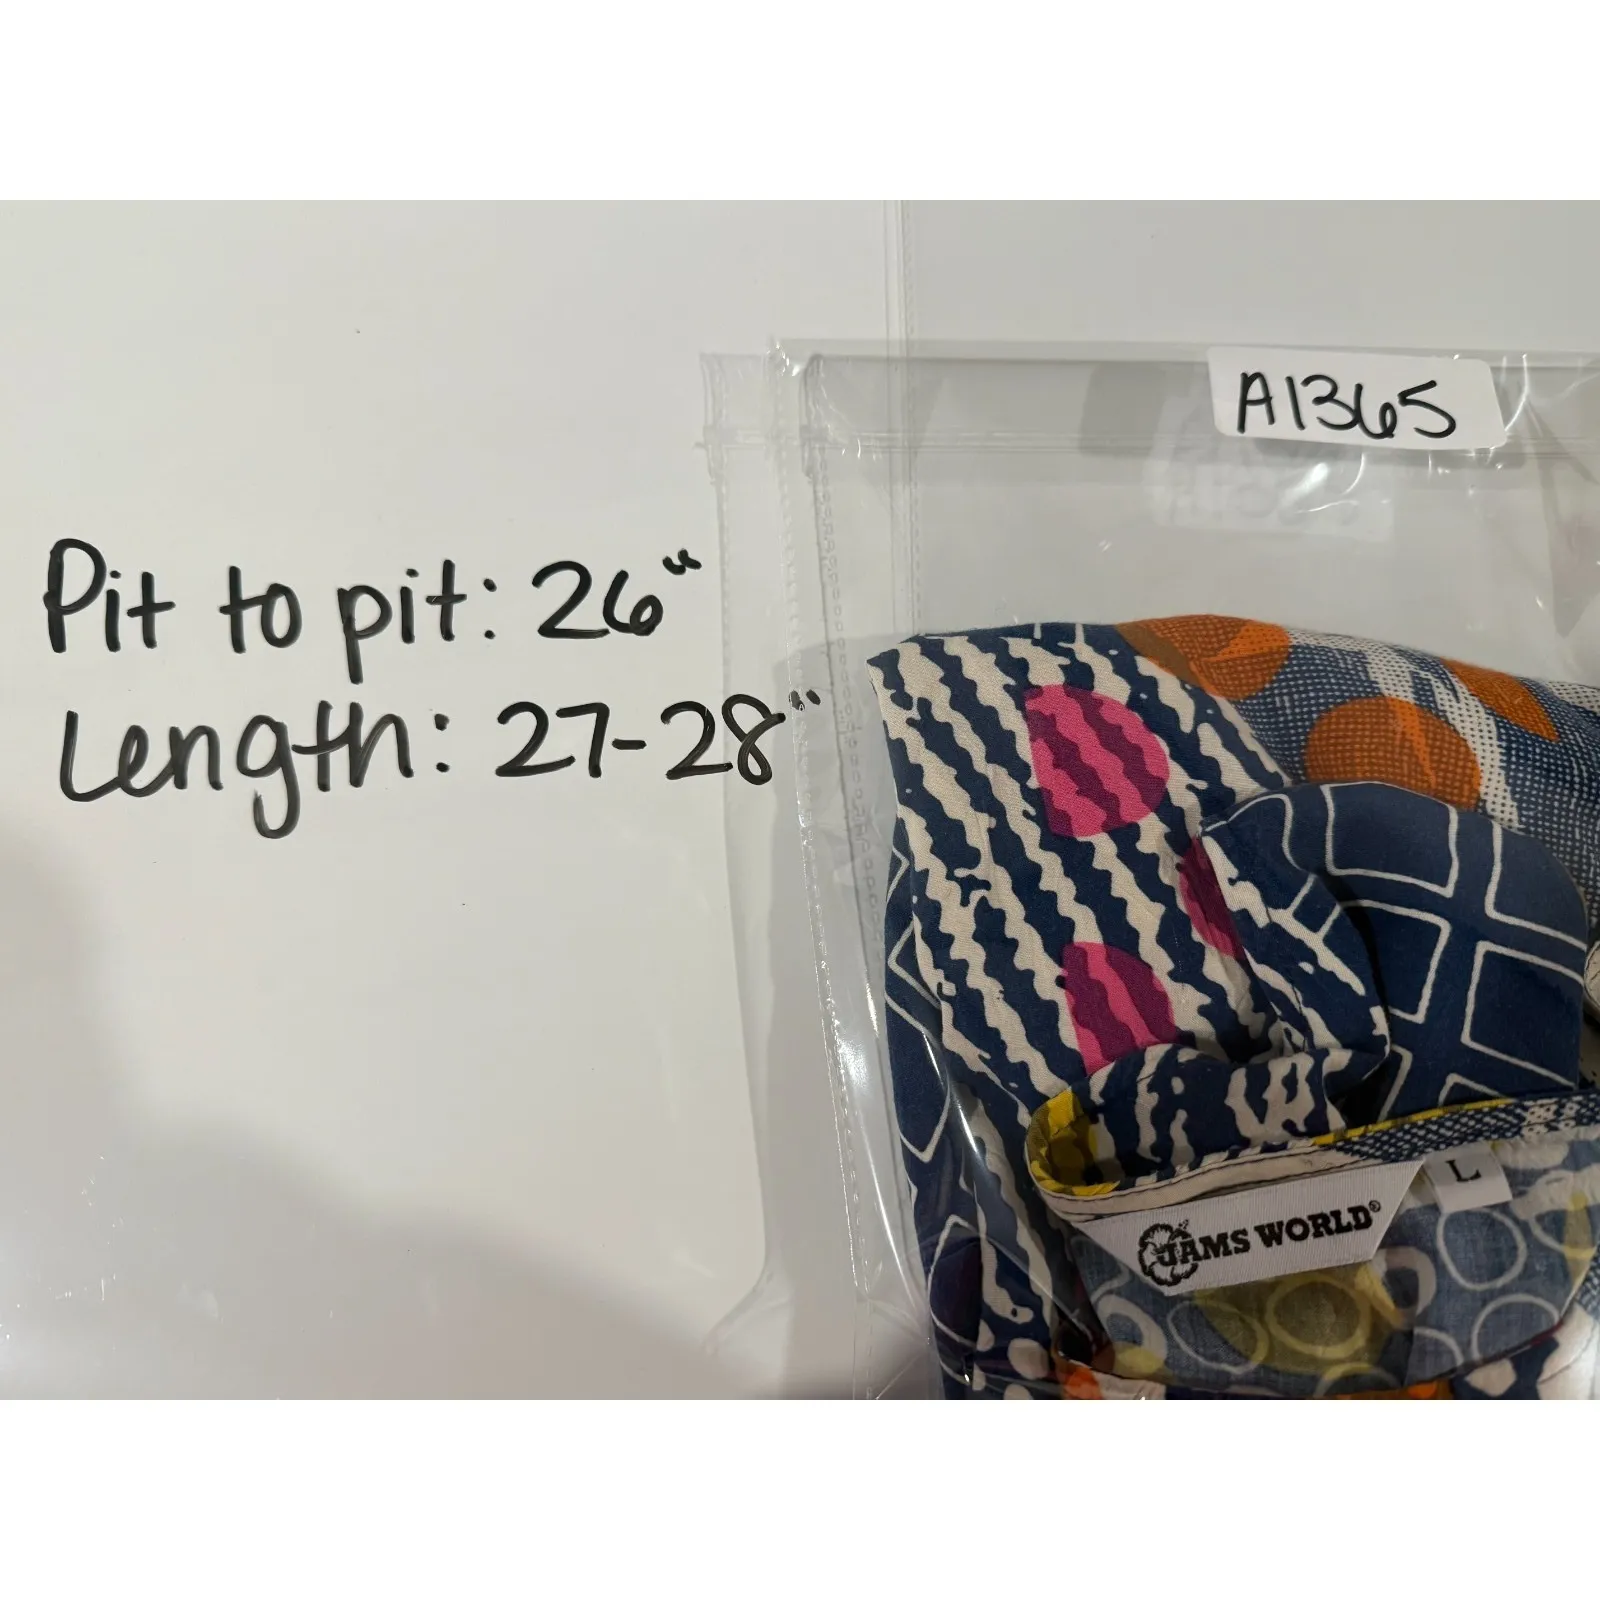 A1365
Pit to pit: 26"
Length: 27-28"
JAMS WORLD®
L